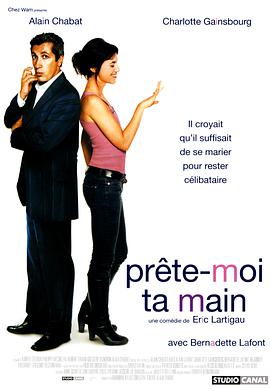 Chez Wam présente
Alain Chabat
Charlotte Gainsbourg
Il croyait
qu'il suffisait
de se marier
pour rester
célibataire
prête-moi
ta main
une comédie de Eric Lartigau
avec Bernadette Lafont
STUDIO CANAL